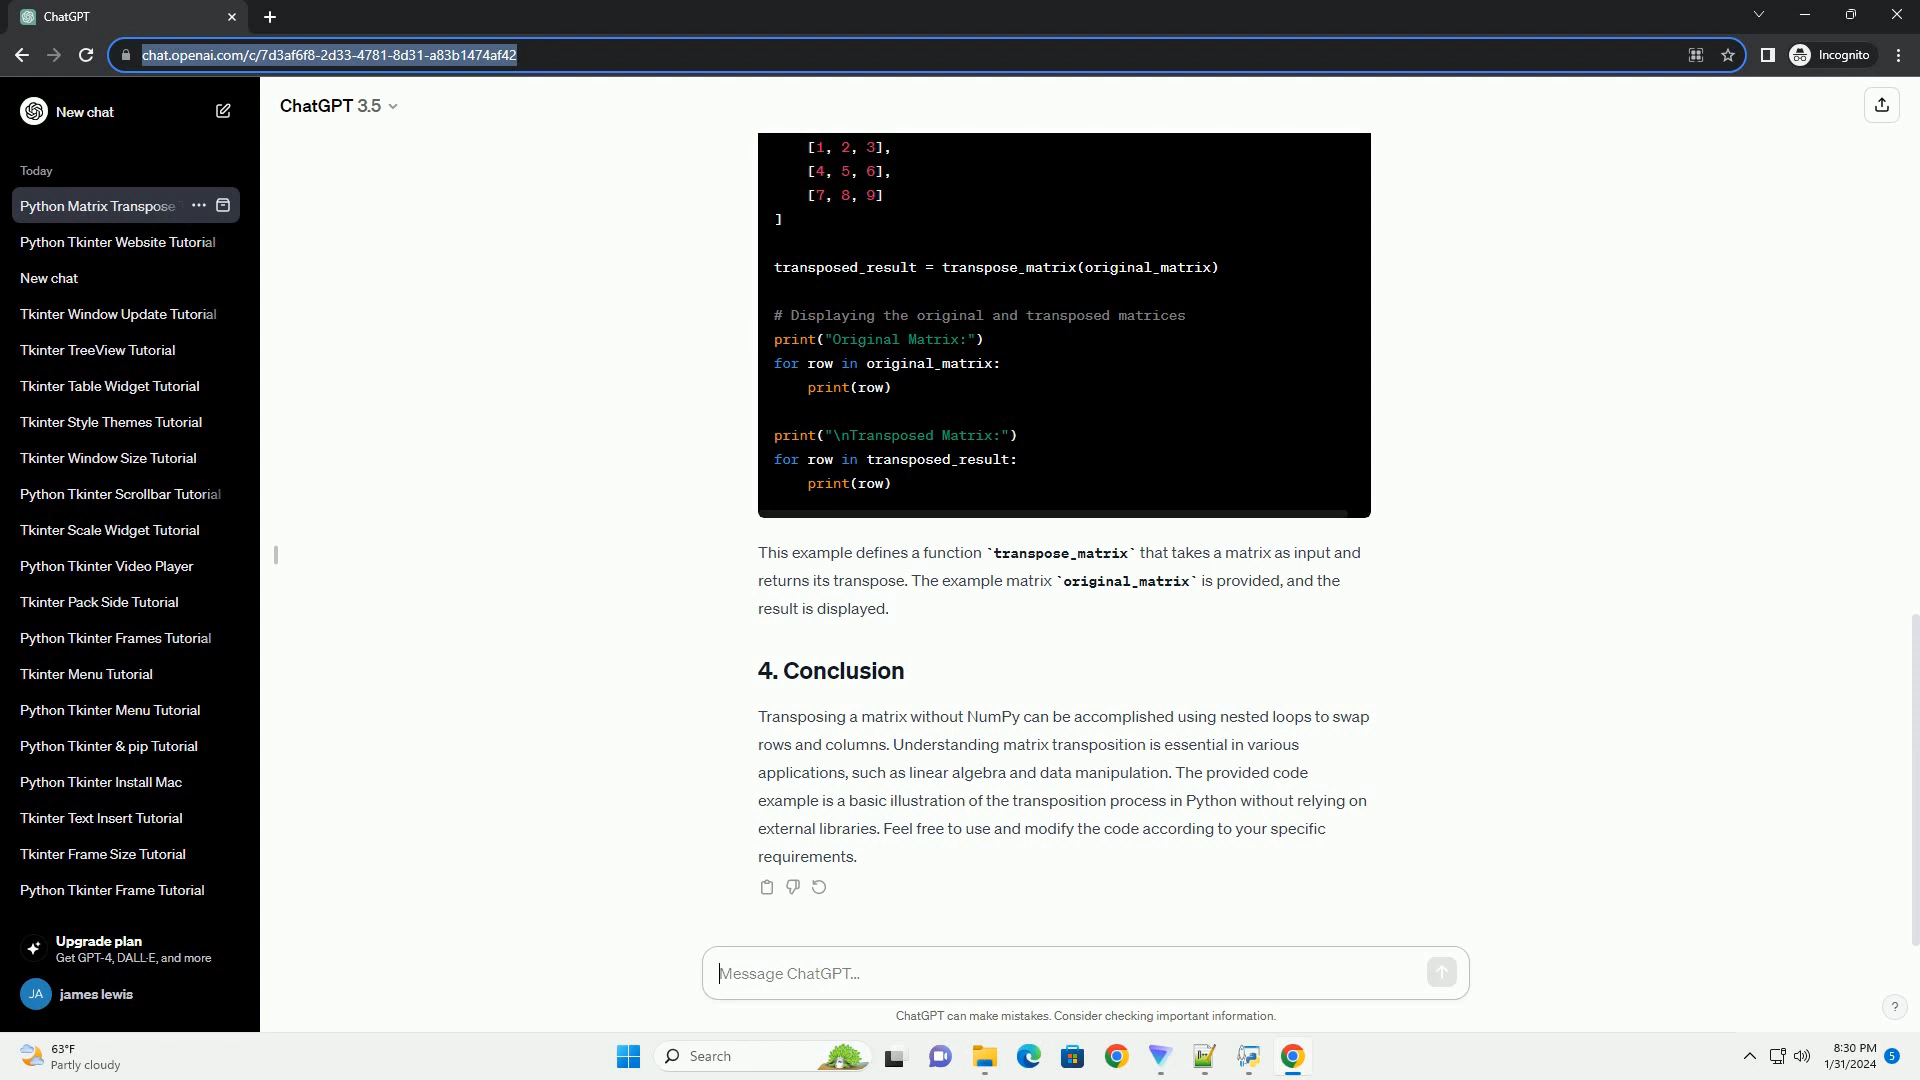 ChatGPT
chat.openai.com/c/7d3af6f8-2d33-4781-8d31-a83b1474af42
Incognito
New chat
Today
Python Matrix Transpose
Python Tkinter Website Tutorial
New chat
Tkinter Window Update Tutorial
Tkinter TreeView Tutorial
Tkinter Table Widget Tutorial
Tkinter Style Themes Tutorial
Tkinter Window Size Tutorial
Python Tkinter Scrollbar Tutorial
Tkinter Scale Widget Tutorial
Python Tkinter Video Player
Tkinter Pack Side Tutorial
Python Tkinter Frames Tutorial
Tkinter Menu Tutorial
Python Tkinter Menu Tutorial
Python Tkinter & pip Tutorial
Python Tkinter Install Mac
Tkinter Text Insert Tutorial
Tkinter Frame Size Tutorial
Python Tkinter Frame Tutorial
Upgrade plan
Get GPT-4, DALL·E, and more
JA james lewis
ChatGPT 3.5
[1, 2, 3],
[4, 5, 6],
[7, 8, 9]
]
transposed_result = transpose_matrix(original_matrix)
# Displaying the original and transposed matrices
print("Original Matrix:")
for row in original_matrix:
print(row)
print("\nTransposed Matrix:")
for row in transposed_result:
print(row)
This example defines a function `transpose_matrix` that takes a matrix as input and
returns its transpose. The example matrix `original_matrix` is provided, and the
result is displayed.
4. Conclusion
Transposing a matrix without NumPy can be accomplished using nested loops to swap
rows and columns. Understanding matrix transposition is essential in various
applications, such as linear algebra and data manipulation. The provided code
example is a basic illustration of the transposition process in Python without relying on
external libraries. Feel free to use and modify the code according to your specific
requirements.
Message ChatGPT...
ChatGPT can make mistakes. Consider checking important information.
?
63°F
Partly cloudy
Search
8:30 PM
1/31/2024
5